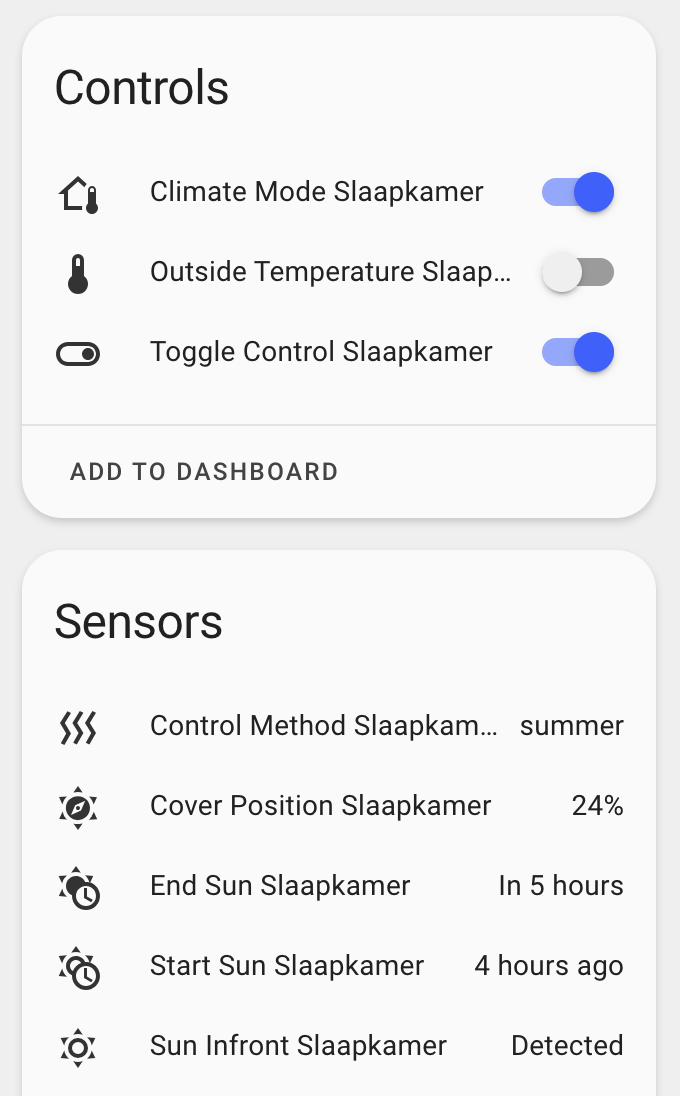 Controls
Climate Mode Slaapkamer
Outside Temperature Slaap...
Toggle Control Slaapkamer
ADD TO DASHBOARD
Sensors
Control Method Slaapkam... summer
Cover Position Slaapkamer 24%
End Sun Slaapkamer In 5 hours
Start Sun Slaapkamer 4 hours ago
Sun Infront Slaapkamer Detected